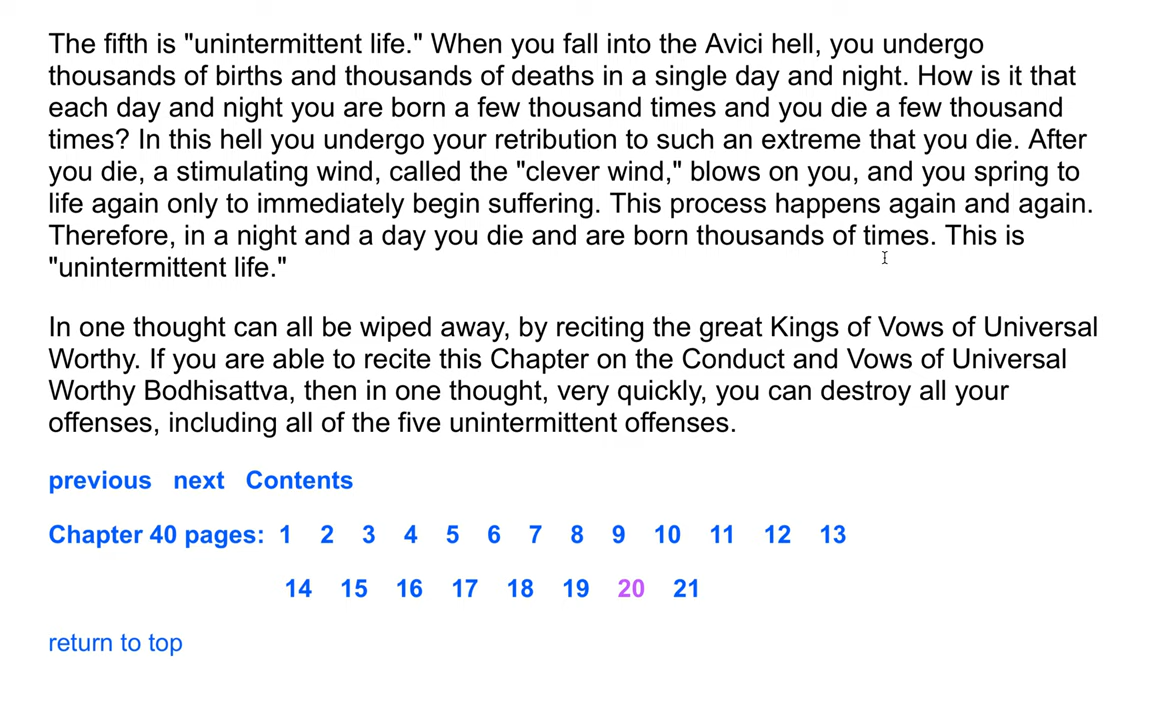 The fifth is "unintermittent life." When you fall into the Avici hell, you undergo
thousands of births and thousands of deaths in a single day and night. How is it that
each day and night you are born a few thousand times and you die a few thousand
times? In this hell you undergo your retribution to such an extreme that you die. After
you die, a stimulating wind, called the "clever wind," blows on you, and you spring to
life again only to immediately begin suffering. This process happens again and again.
Therefore, in a night and a day you die and are born thousands of times. This is
"unintermittent life."
In one thought can all be wiped away, by reciting the great Kings of Vows of Universal
Worthy. If you are able to recite this Chapter on the Conduct and Vows of Universal
Worthy Bodhisattva, then in one thought, very quickly, you can destroy all your
offenses, including all of the five unintermittent offenses.
previous next Contents
Chapter 40 pages: 1 2 3 4 5 6 7 8 9 10 11 12 13
14 15 16 17 18 19 20 21
return to top